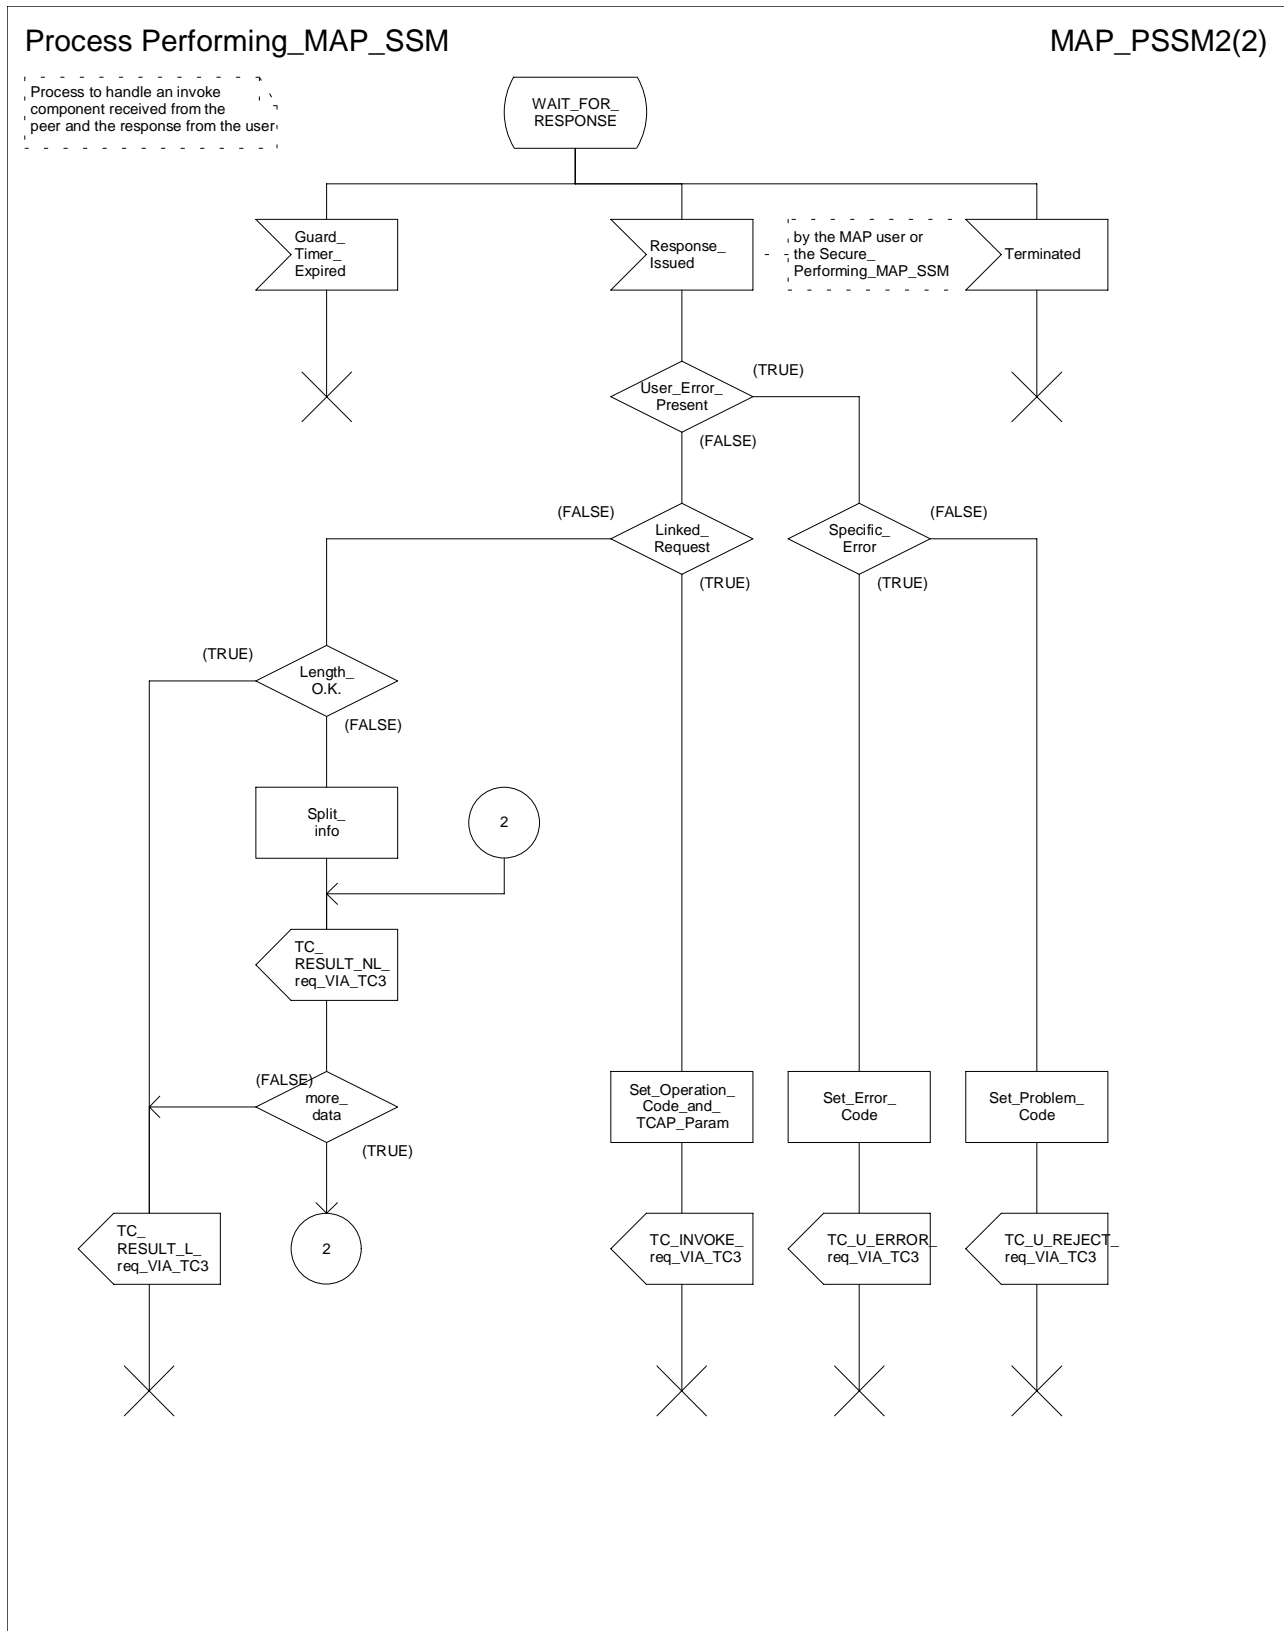 Process Performing_MAP_SSM
MAP_PSSM2(2)
Process to handle an invoke
component received from the
peer and the response from the user
WAIT_FOR_
RESPONSE
Guard_
Timer_
Expired
Response_
Issued
by the MAP user or
the Secure_
Performing_MAP_SSM
Terminated
User_Error_
Present
(TRUE)
(FALSE)
(FALSE)
Linked_
Request
(TRUE)
Specific_
Error
(FALSE)
(TRUE)
(TRUE)
Length_
O.K.
(FALSE)
Split_
info
2
TC_
RESULT_NL_
req_VIA_TC3
(FALSE)
more_
data
(TRUE)
Set_Operation_
Code_and_
TCAP_Param
Set_Error_
Code
Set_Problem_
Code
TC_
RESULT_L_
req_VIA_TC3
2
TC_INVOKE_
req_VIA_TC3
TC_U_ERROR_
req_VIA_TC3
TC_U_REJECT_
req_VIA_TC3